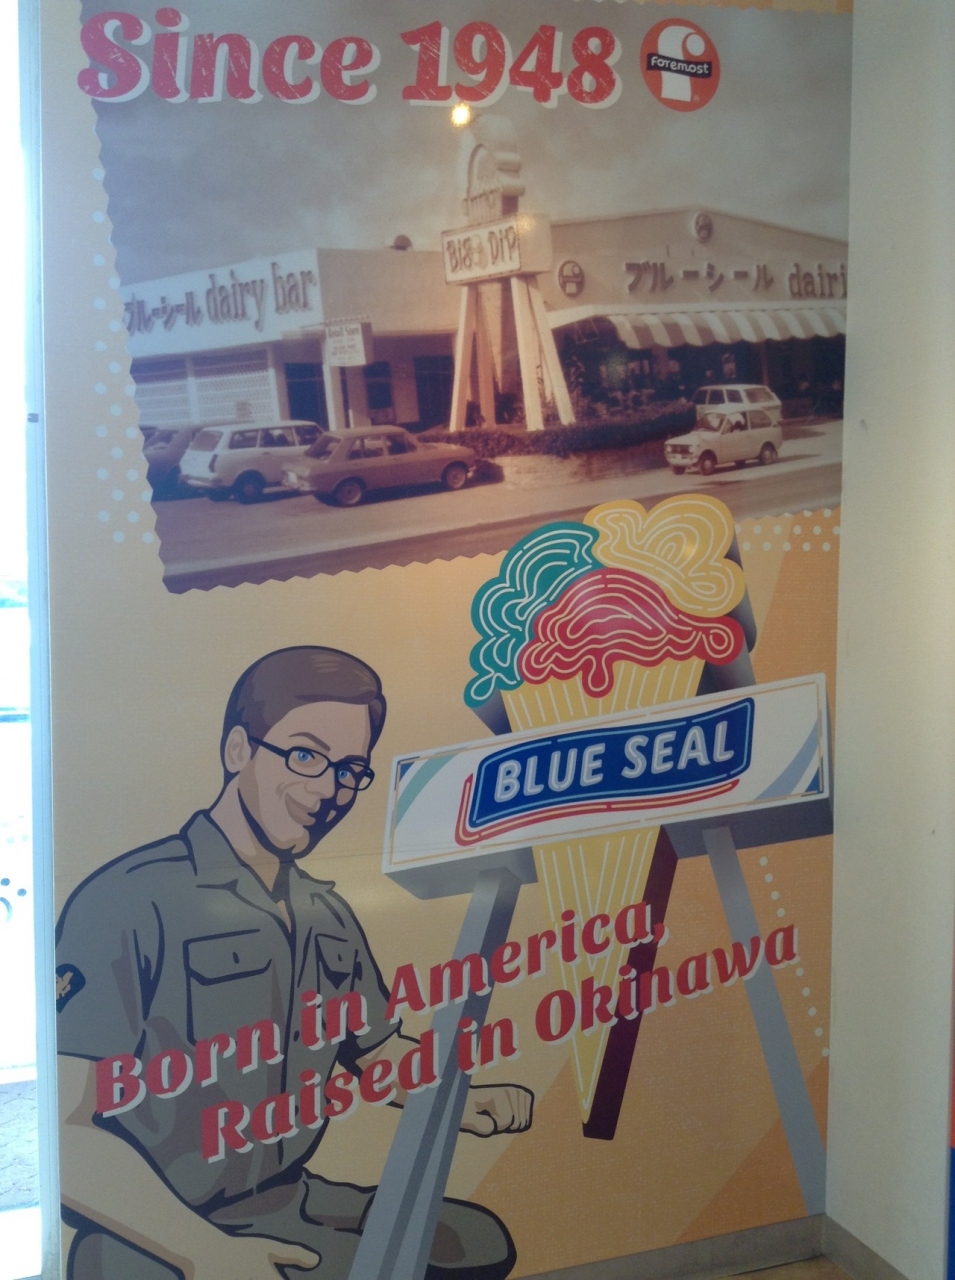 Since 1948
Foremost
BIG DIP
ブルーシール dairy bar
ブルーシール dairi
BLUE SEAL
Born in America,
Raised in Okinawa